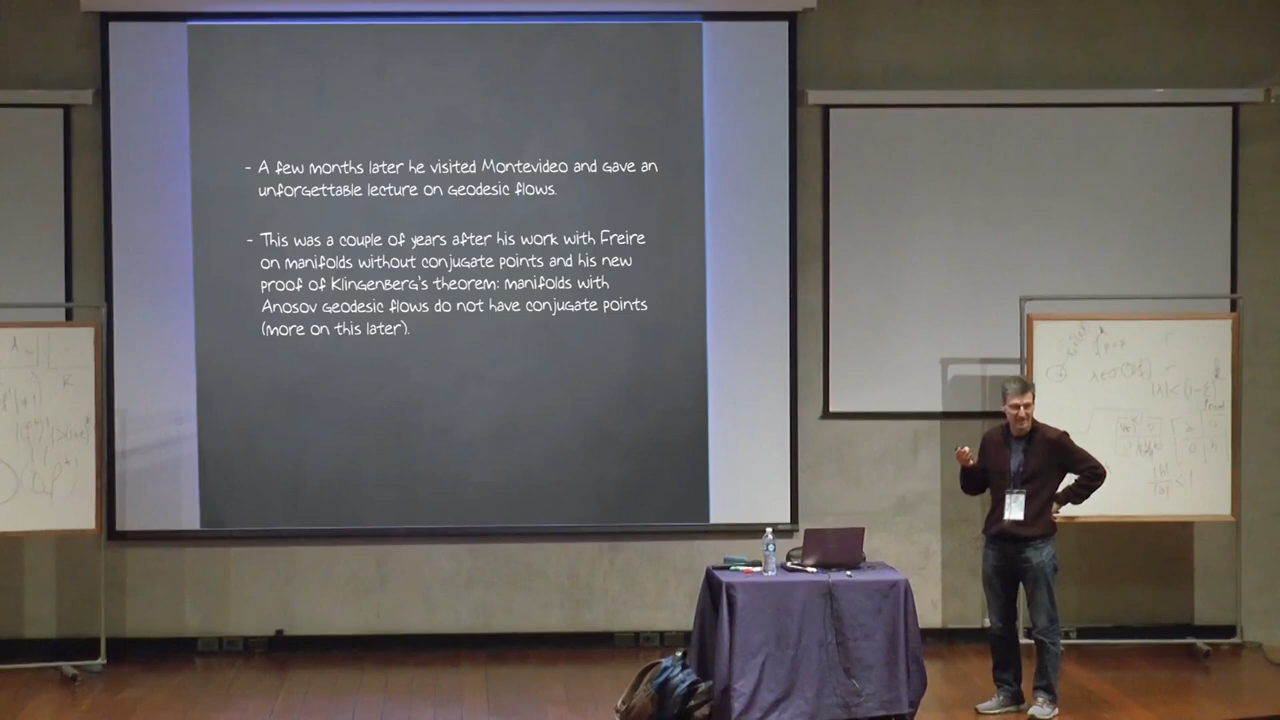 - A few months later he visited Montevideo and gave an
unforgettable lecture on geodesic flows.
- This was a couple of years after his work with Freire
on manifolds without conjugate points and his new
proof of Klingenberg's theorem: manifolds with
Anosov geodesic flows do not have conjugate points
(more on this later).